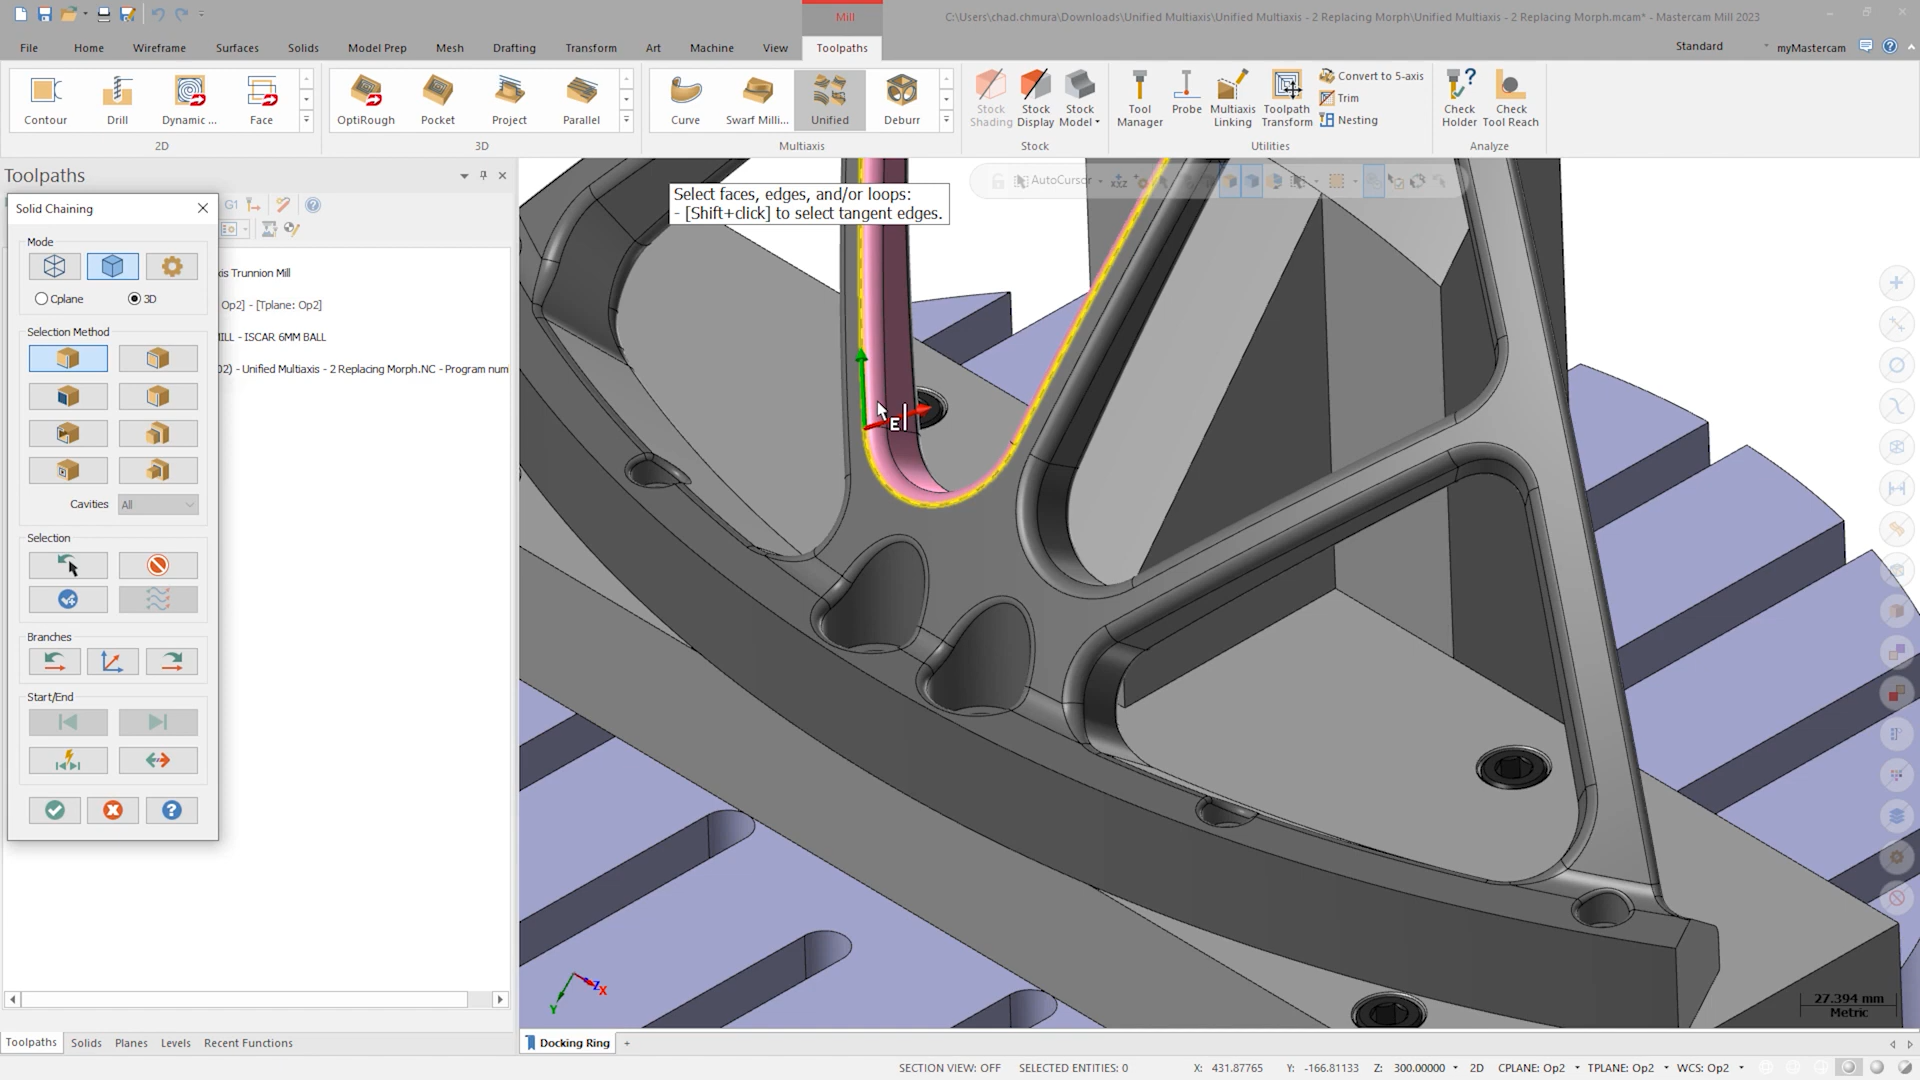 Mill
C:\Users\chad.chmura\Downloads\Unified Multiaxis\Unified Multiaxis - 2 Replacing Morph\Unified Multiaxis - 2 Replacing Morph.mcam* - Mastercam Mill 2023
File Home Wireframe Surfaces Solids Model Prep Mesh Drafting Transform Art Machine View Toolpaths
Standard myMastercam
Contour Drill Dynamic ... Face
OptiRough Pocket Project Parallel
Curve Swarf Milli... Unified Deburr
Stock Shading
Stock Display
Stock Model
Tool Manager
Probe
Multiaxis Linking
Toolpath Transform
Convert to 5-axis
Trim
Nesting
Check Holder
Check Tool Reach
2D 3D Multiaxis Stock Utilities Analyze
Toolpaths
Select faces, edges, and/or loops:
- [Shift+click] to select tangent edges.
AutoCursor
Solid Chaining
G1
Mode
xis Trunnion Mill
Cplane 3D
Op2] - [Tplane: Op2]
Selection Method
ILL - ISCAR 6MM BALL
02) - Unified Multiaxis - 2 Replacing Morph.NC - Program num
E
Cavities All
Selection
Branches
Start/End
Z
X
Y
27.394 mm
Metric
Toolpaths Solids Planes Levels Recent Functions
Docking Ring +
SECTION VIEW: OFF SELECTED ENTITIES: 0 X: 431.87765 Y: -166.81133 Z: 300.00000 2D CPLANE: Op2 TPLANE: Op2 WCS: Op2